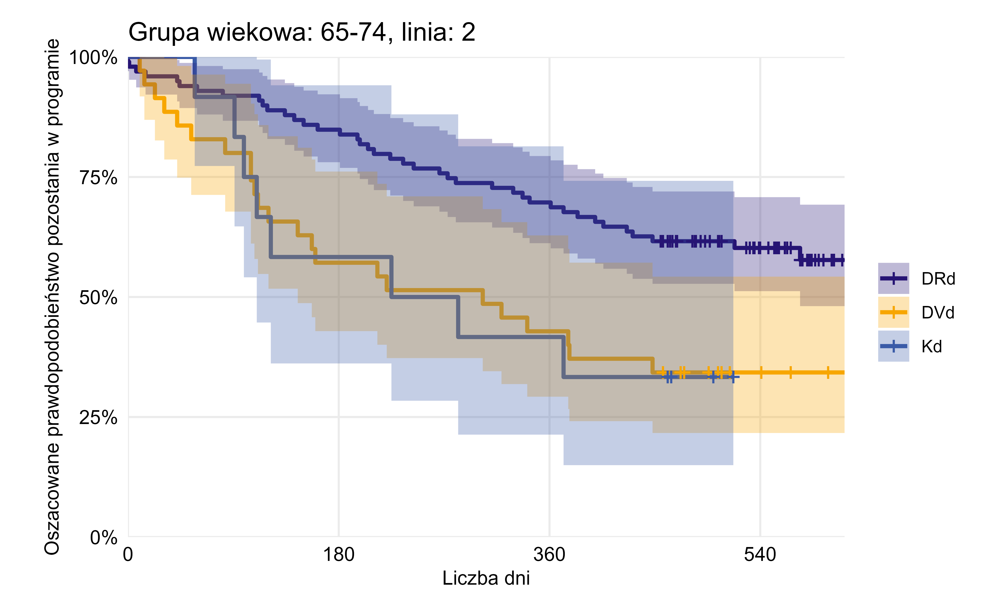 Grupa wiekowa: 65-74, linia: 2
Oszacowane prawdopodobieństwo pozostania w programie
100%
75%
50%
25%
0%
0
180
360
540
Liczba dni
DRd
DVd
Kd